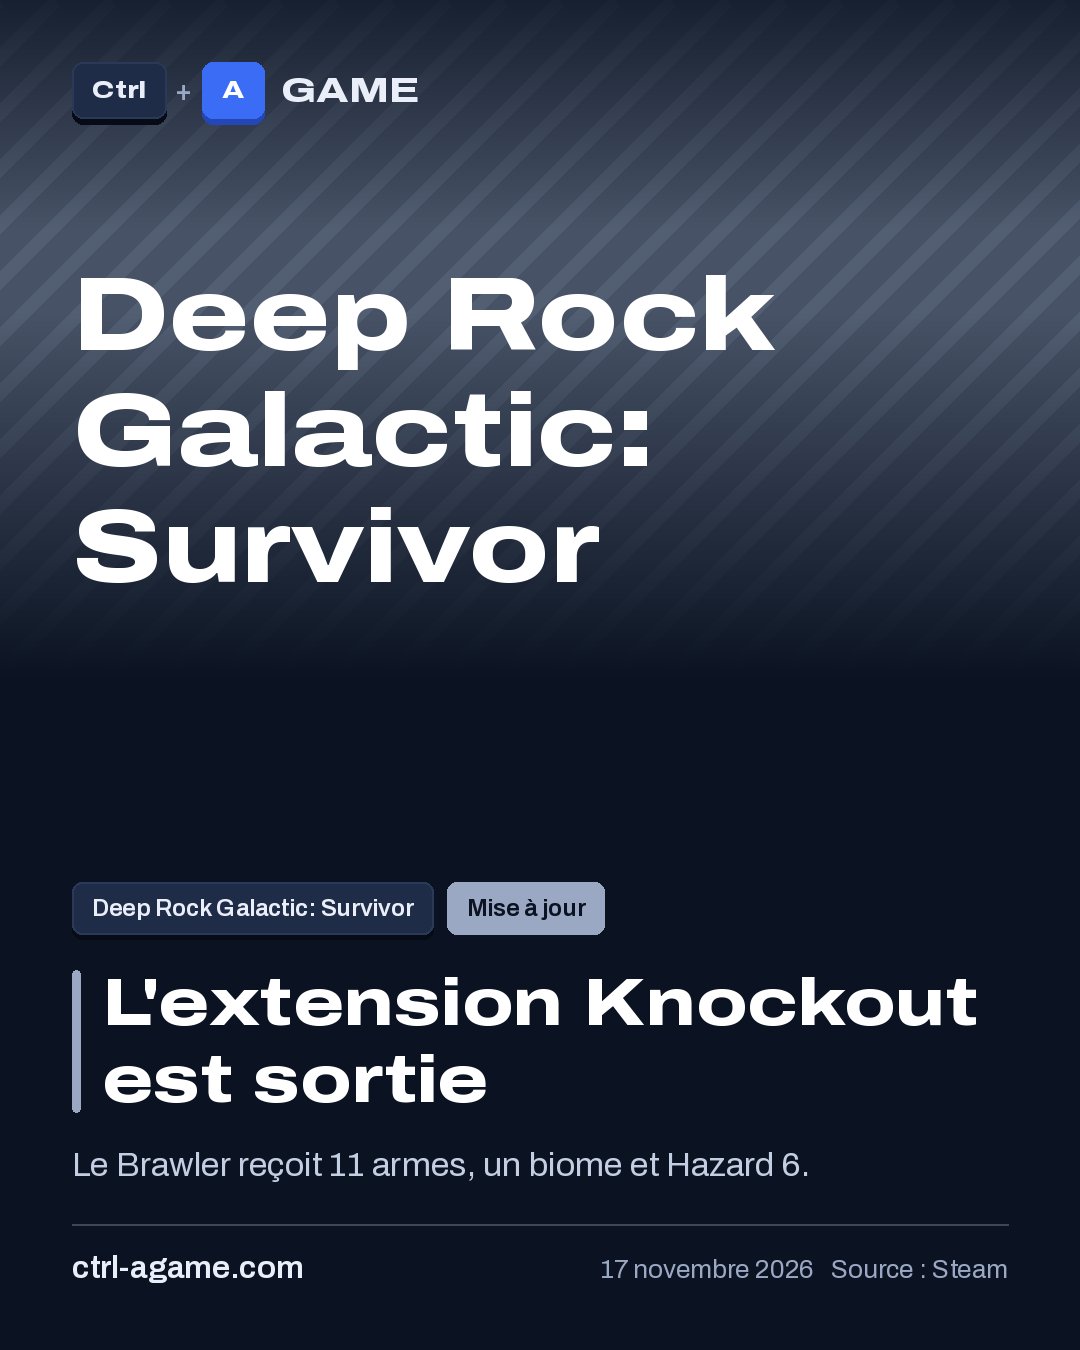 Ctrl + A GAME
Deep Rock
Galactic:
Survivor
Deep Rock Galactic: Survivor Mise à jour
L'extension Knockout
est sortie
Le Brawler reçoit 11 armes, un biome et Hazard 6.
ctrl-agame.com 17 novembre 2026 Source : Steam